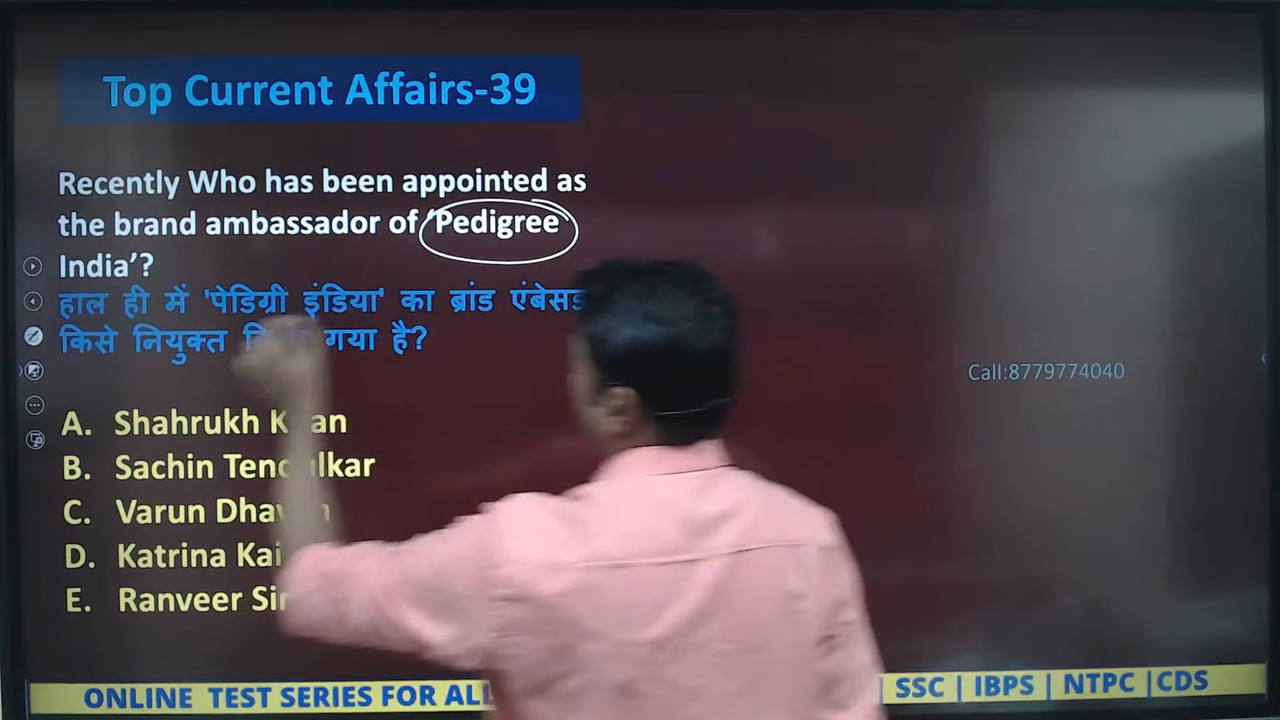 Top Current Affairs-39
Recently Who has been appointed as
the brand ambassador of ‘Pedigree
India’?
हाल ही में 'पेडिग्री इंडिया' का ब्रांड
किसे नियुक्त गया है?
Call:8779774040
A. Shahrukh
B. Sachin
C. Varun
D. Katrina
E. Ranveer
ONLINE TEST SERIES FOR
| SSC | IBPS | NTPC |CDS